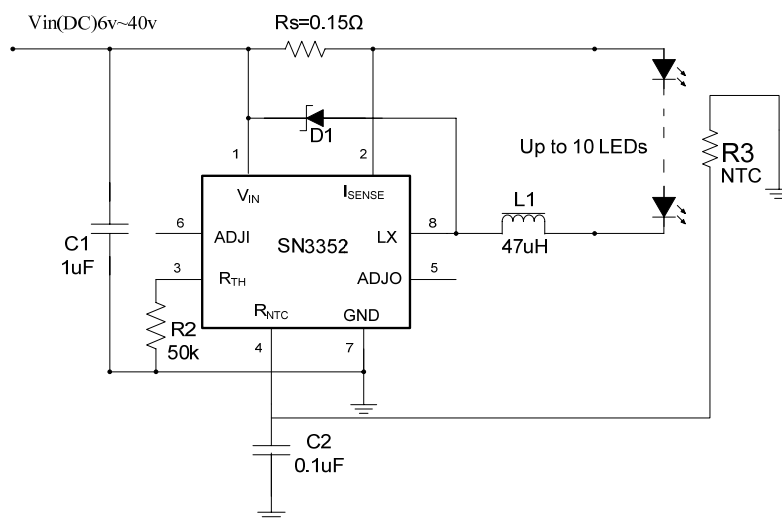 Vin(DC)6v~40v
Rs=0.15Ω
D1
1
2
Up to 10 LEDs
R3
NTC
VIN
ISENSE
L1
6
8
C1
1uF
ADJI
SN3352
LX
47uH
3
5
RTH
ADJO
R2
50k
RNTC
GND
4
7
C2
0.1uF